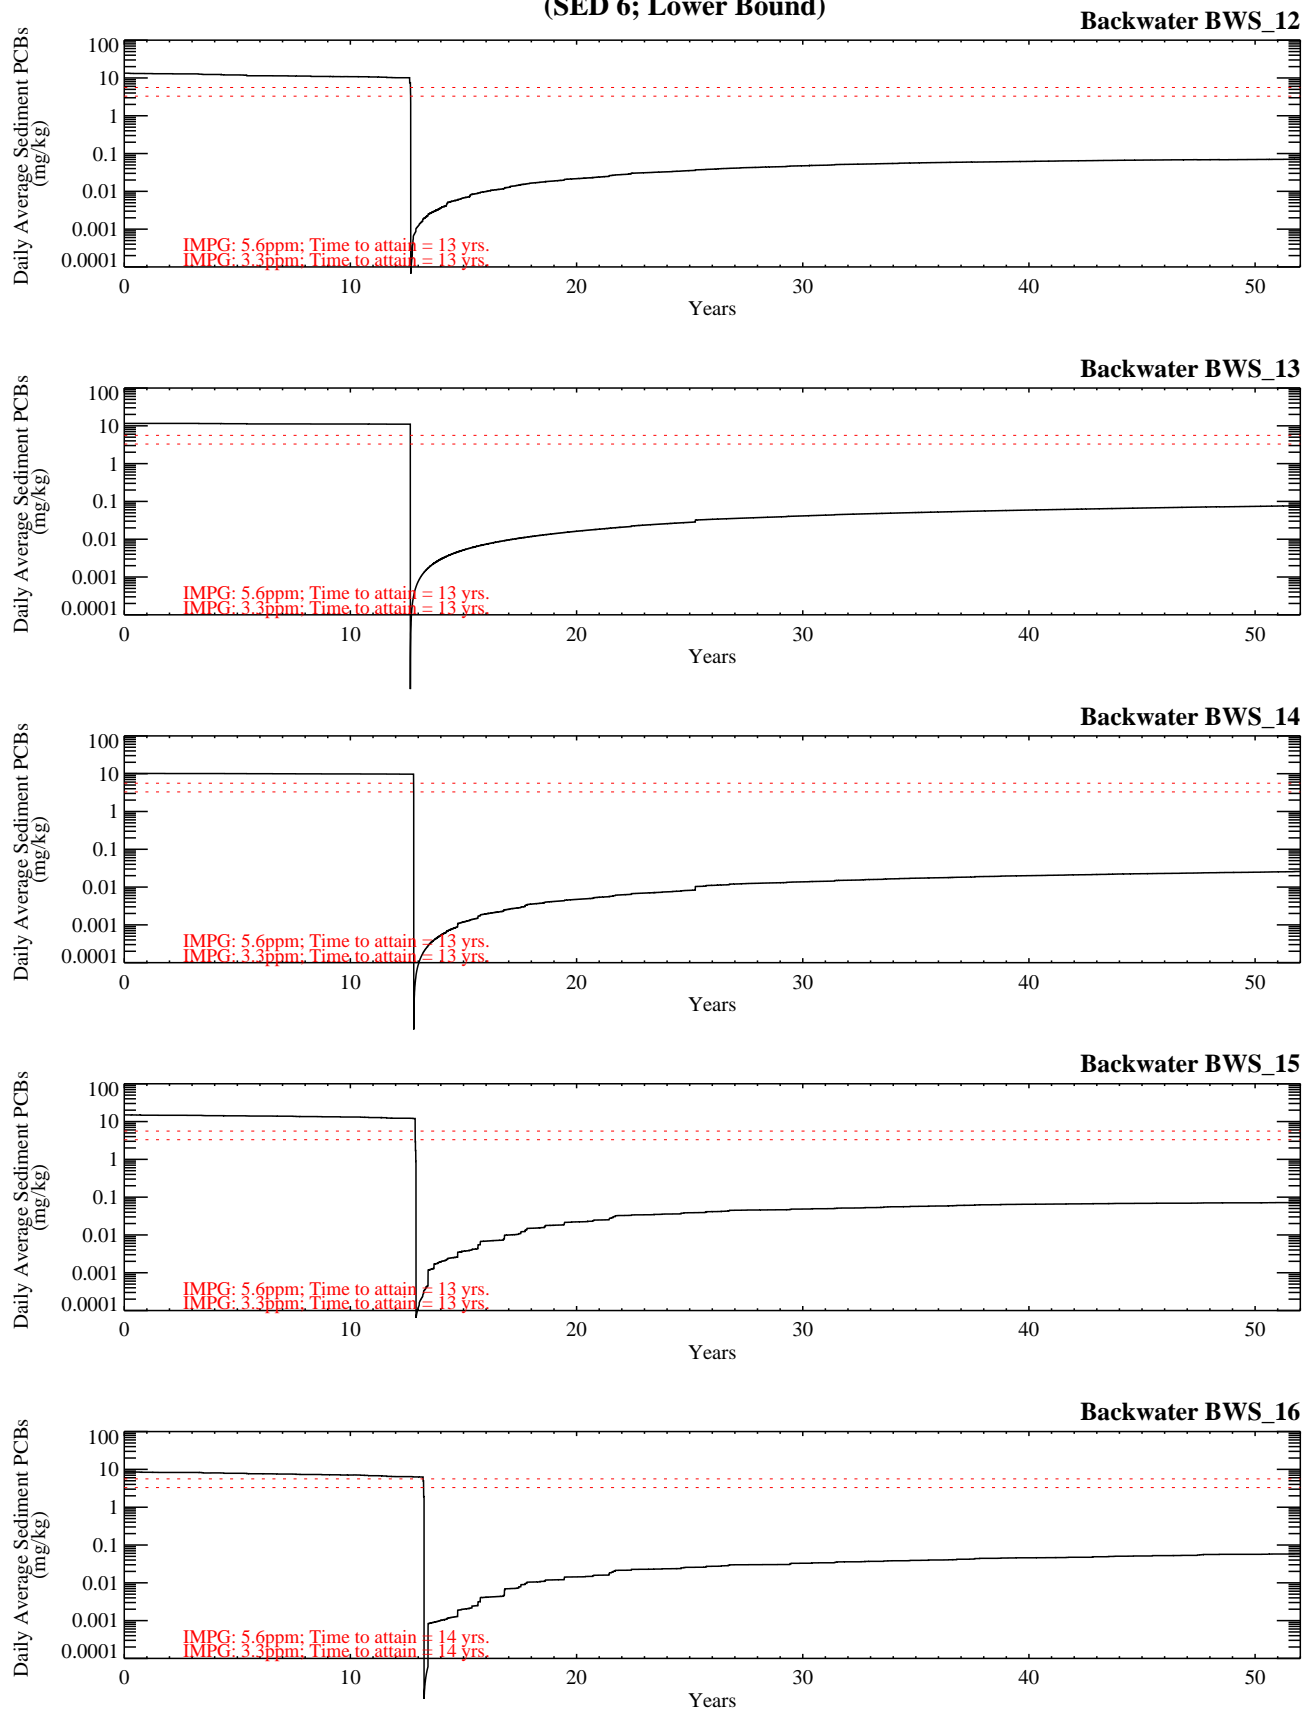 (SED 6; Lower Bound)
Backwater BWS_12
Daily Average Sediment PCBs
(mg/kg)
100
10
1
0.1
0.01
0.001
0.0001
IMPG: 5.6ppm; Time to attain = 13 yrs.
IMPG: 3.3ppm; Time to attain = 13 yrs.
0 10 20 30 40 50
Years
Backwater BWS_13
Daily Average Sediment PCBs
(mg/kg)
100
10
1
0.1
0.01
0.001
0.0001
IMPG: 5.6ppm; Time to attain = 13 yrs.
IMPG: 3.3ppm; Time to attain = 13 yrs.
0 10 20 30 40 50
Years
Backwater BWS_14
Daily Average Sediment PCBs
(mg/kg)
100
10
1
0.1
0.01
0.001
0.0001
IMPG: 5.6ppm; Time to attain = 13 yrs.
IMPG: 3.3ppm; Time to attain = 13 yrs.
0 10 20 30 40 50
Years
Backwater BWS_15
Daily Average Sediment PCBs
(mg/kg)
100
10
1
0.1
0.01
0.001
0.0001
IMPG: 5.6ppm; Time to attain = 13 yrs.
IMPG: 3.3ppm; Time to attain = 13 yrs.
0 10 20 30 40 50
Years
Backwater BWS_16
Daily Average Sediment PCBs
(mg/kg)
100
10
1
0.1
0.01
0.001
0.0001
IMPG: 5.6ppm; Time to attain = 14 yrs.
IMPG: 3.3ppm; Time to attain = 14 yrs.
0 10 20 30 40 50
Years